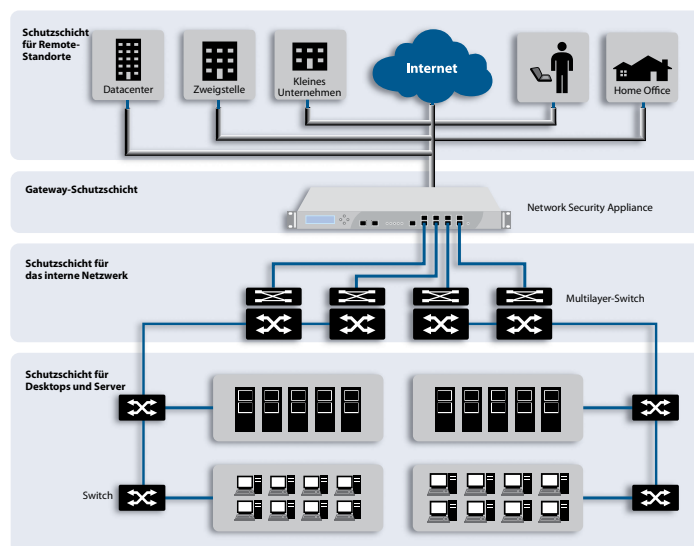 Schutzschicht
für Remote-
Standorte
Datacenter
Zweigstelle
Kleines
Unternehmen
Internet
Home Office
Gateway-Schutzschicht
Network Security Appliance
Schutzschicht für
das interne Netzwerk
Multilayer-Switch
Schutzschicht für
Desktops und Server
Switch